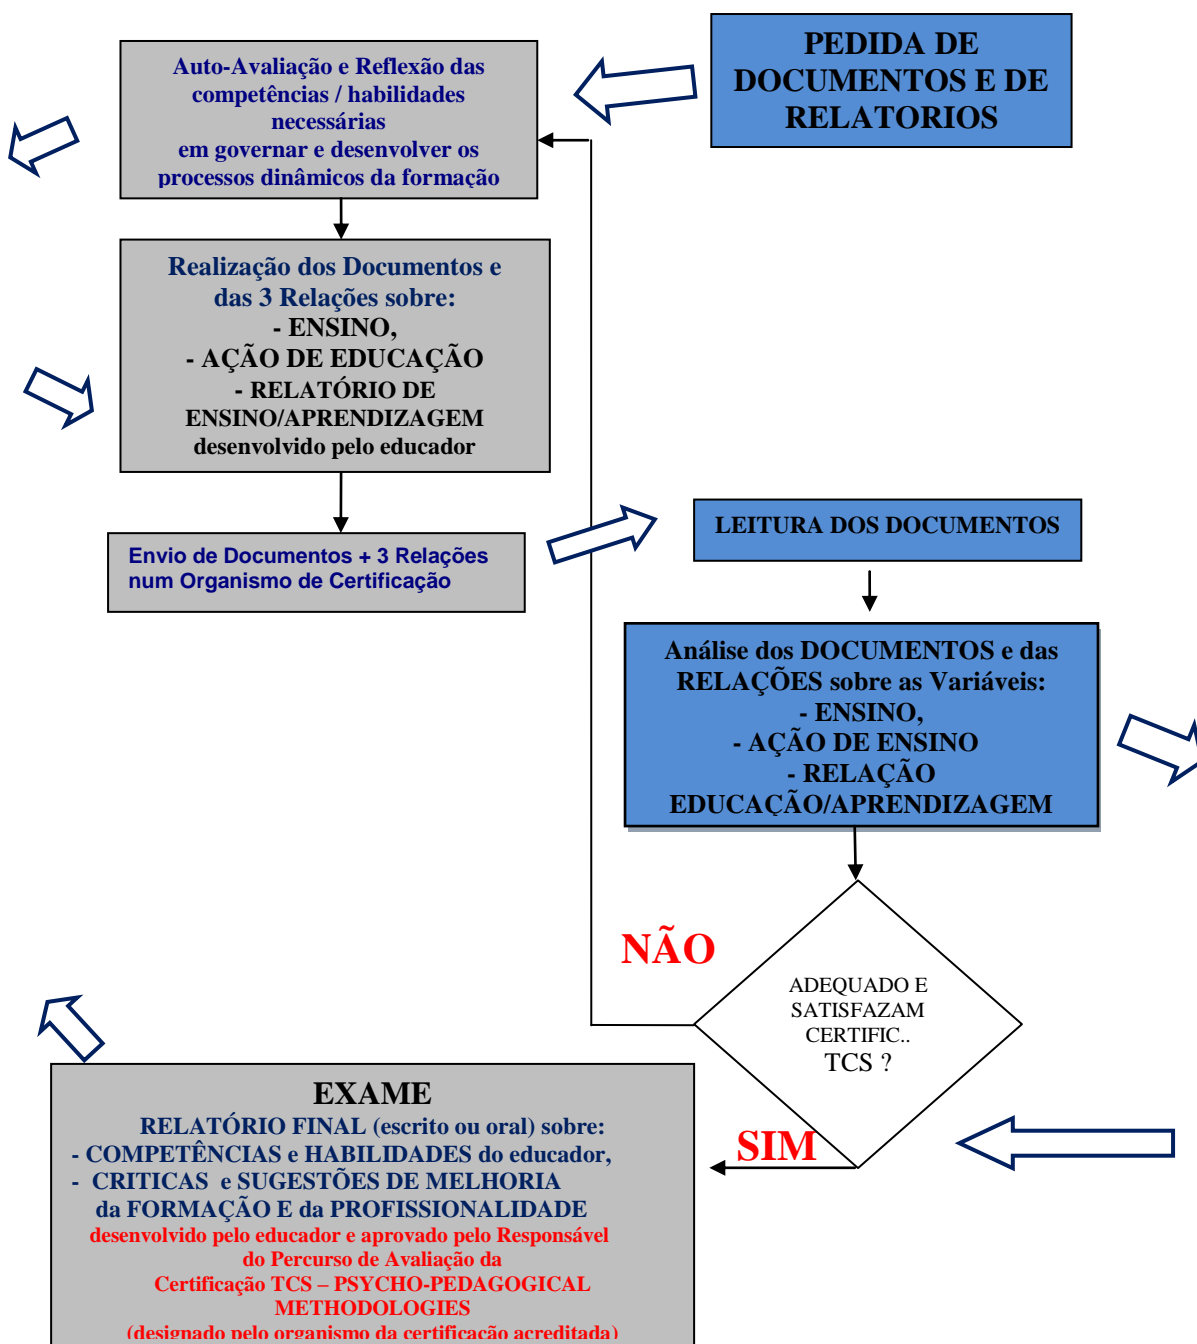 PEDIDA DE
DOCUMENTOS E DE
RELATORIOS
Auto-Avaliação e Reflexão das
competências / habilidades
necessárias
em governar e desenvolver os
processos dinâmicos da formação
Realização dos Documentos e
das 3 Relações sobre:
- ENSINO,
- AÇÃO DE EDUCAÇÃO
- RELATÓRIO DE
ENSINO/APRENDIZAGEM
desenvolvido pelo educador
Envio de Documentos + 3 Relações
num Organismo de Certificação
LEITURA DOS DOCUMENTOS
Análise dos DOCUMENTOS e das
RELAÇÕES sobre as Variáveis:
- ENSINO,
- AÇÃO DE ENSINO
- RELAÇÃO
EDUCAÇÃO/APRENDIZAGEM
NÃO
ADEQUADO E
SATISFAZAM
CERTIFIC..
TCS ?
SIM
EXAME
RELATÓRIO FINAL (escrito ou oral) sobre:
- COMPETÊNCIAS e HABILIDADES do educador,
- CRITICAS e SUGESTÕES DE MELHORIA
da FORMAÇÃO E da PROFISSIONALIDADE
desenvolvido pelo educador e aprovado pelo Responsável
do Percurso de Avaliação da
Certificação TCS – PSYCHO-PEDAGOGICAL
METHODOLOGIES
(designado pelo organismo da certificação acreditada)